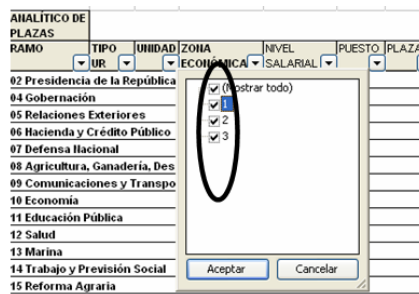 ANALÍTICO DE
PLAZAS
RAMO TIPO UR UNIDAD ZONA ECONÓMICA NIVEL SALARIAL PUESTO PLAZA
02 Presidencia de la República
04 Gobernación
05 Relaciones Exteriores
06 Hacienda y Crédito Público
07 Defensa Nacional
08 Agricultura, Ganadería, Des
09 Comunicaciones y Transpo
10 Economía
11 Educación Pública
12 Salud
13 Marina
14 Trabajo y Previsión Social
15 Reforma Agraria
(Mostrar todo)
1
2
3
Aceptar Cancelar